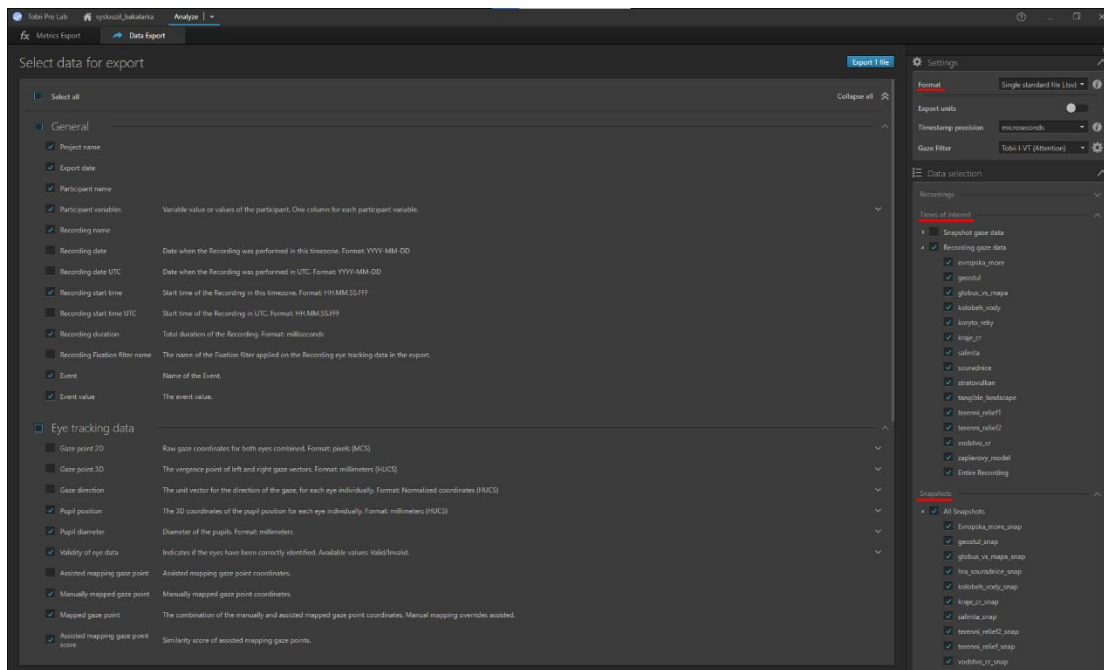 Tobii Pro Lab vyslouzil_bakalarka Analyze
fx Metrics Export Data Export
Select data for export Export 1 file
Select all Collapse all
General
Project name
Export date
Participant name
Participant variables Variable value or values of the participant. One column for each participant variable.
Recording name
Recording date Date when the Recording was performed in this timezone. Format: YYYY-MM-DD
Recording date UTC Date when the Recording was performed in UTC. Format: YYYY-MM-DD
Recording start time Start time of the Recording in this timezone. Format: HH.MM.SS.FFF
Recording start time UTC Start time of the Recording in UTC. Format: HH.MM.SS.FFF
Recording duration Total duration of the Recording. Format: milliseconds
Recording Fixation filter name The name of the Fixation filter applied on the Recording eye tracking data in the export.
Event Name of the Event.
Event value The event value.
Eye tracking data
Gaze point 2D Raw gaze coordinates for both eyes combined. Format: pixels (MCS)
Gaze point 3D The vergence point of left and right gaze vectors. Format: millimeters (HUCS)
Gaze direction The unit vector for the direction of the gaze, for each eye individually. Format: Normalized coordinates (HUCS)
Pupil position The 3D coordinates of the pupil position for each eye individually. Format: millimeters (HUCS)
Pupil diameter Diameter of the pupils. Format: millimeters
Validity of eye data Indicates if the eyes have been correctly identified. Available values: Valid/Invalid.
Assisted mapping gaze point Assisted mapping gaze point coordinates.
Manually mapped gaze point Manually mapped gaze point coordinates.
Mapped gaze point The combination of the manually and assisted mapped gaze point coordinates. Manual mapping overrides assisted.
Assisted mapping gaze point
score Similarity score of assisted mapping gaze points.
Settings
Format Single standard file (.tsv)
Export units
Timestamp precision microseconds
Gaze Filter Tobii I-VT (Attention)
Data selection
Recordings
Times of Interest
Snapshot gaze data
Recording gaze data
evropska_more
geostul
globus_vs_mapa
kolobeh_vody
koryto_reky
kraje_cr
salinita
souradnice
stratovulkan
tangible_landscape
terenni_relief1
terenni_relief2
vodstvo_cr
zaplavovy_model
Entire Recording
Snapshots
All Snapshots
Evropska_more_snap
geostul_snap
globus_vs_mapa_snap
hra_souradnice_snap
kolobeh_vody_snap
kraje_cr_snap
salinita_snap
terenni_relief2_snap
terenni_relief_snap
vodstvo_cr_snap